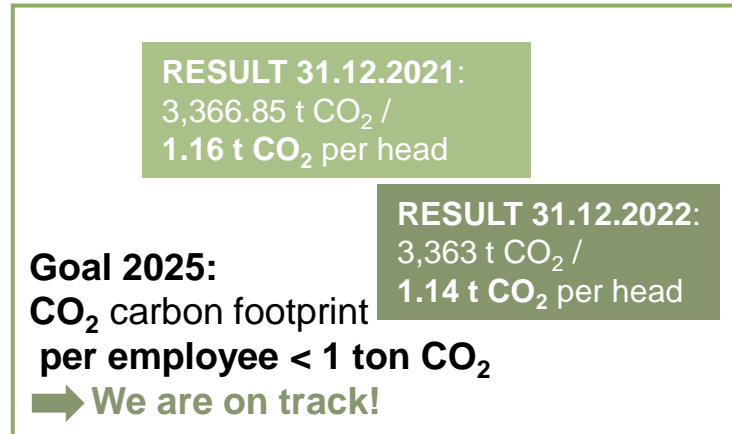 RESULT 31.12.2021:
3,366.85 t CO₂ /
1.16 t CO₂ per head
RESULT 31.12.2022:
3,363 t CO₂ /
1.14 t CO₂ per head
Goal 2025:
CO₂ carbon footprint
per employee < 1 ton CO₂
We are on track!